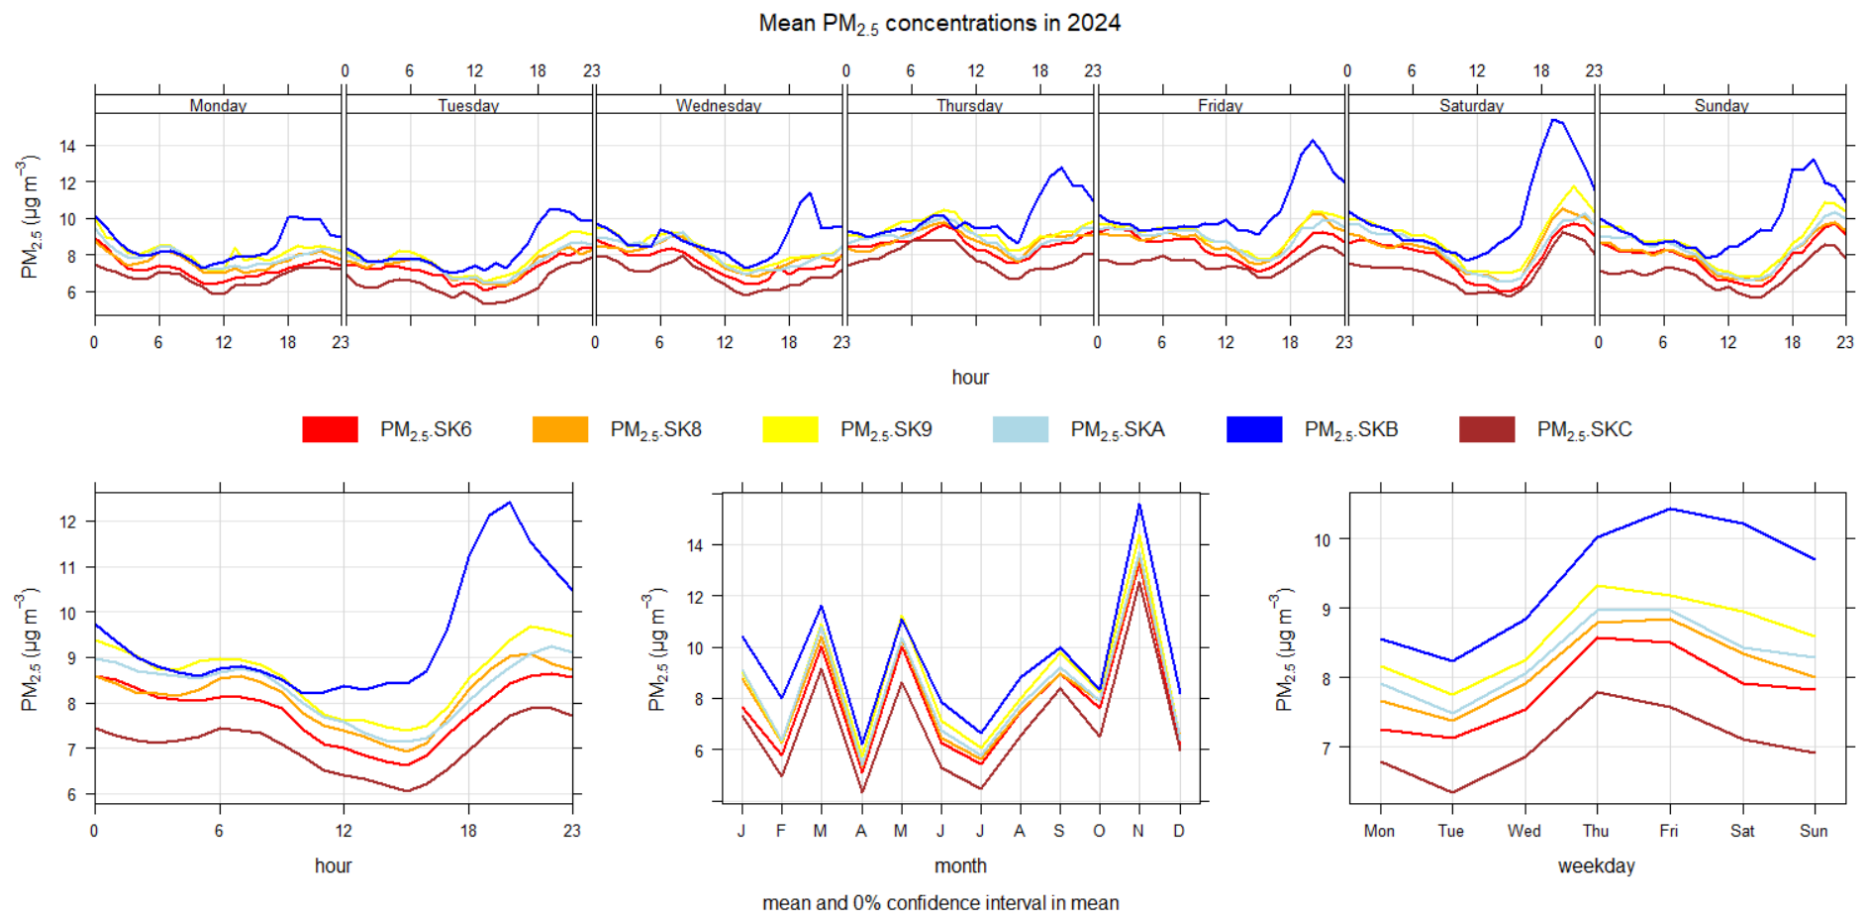 Mean PM2.5 concentrations in 2024
0 6 12 18 23 0 6 12 18 23 0 6 12 18 23
Monday Tuesday Wednesday Thursday Friday Saturday Sunday
PM2.5 (µg m−3)
14
12
10
8
6
0 6 12 18 23 0 6 12 18 23 0 6 12 18 23 0 6 12 18 23
hour
PM2.5.SK6 PM2.5.SK8 PM2.5.SK9 PM2.5.SKA PM2.5.SKB PM2.5.SKC
PM2.5 (µg m−3)
12
11
10
9
8
7
6
0 6 12 18 23
hour
PM2.5 (µg m−3)
14
12
10
8
6
J F M A M J J A S O N D
month
PM2.5 (µg m−3)
10
9
8
7
Mon Tue Wed Thu Fri Sat Sun
weekday
mean and 0% confidence interval in mean